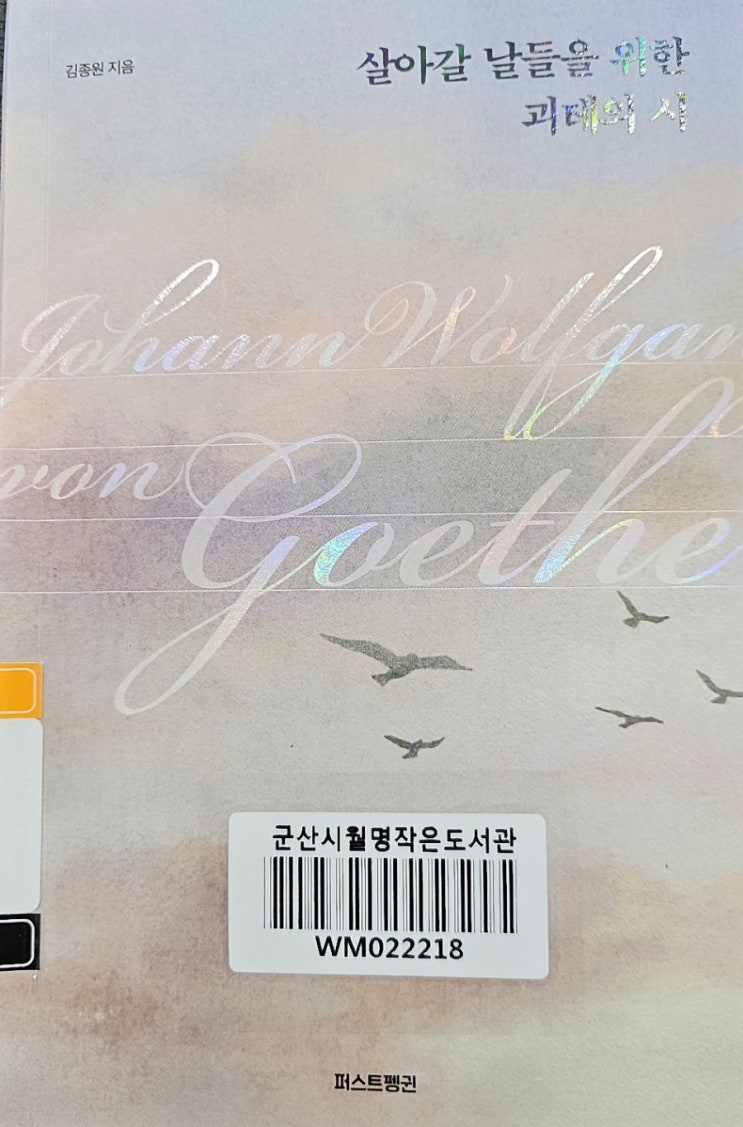 김종원 지음
살아갈 날들을 위한
괴테의 시
Johann Wolfgan
von Goethe
군산시월명작은도서관
WM022218
퍼스트펭귄